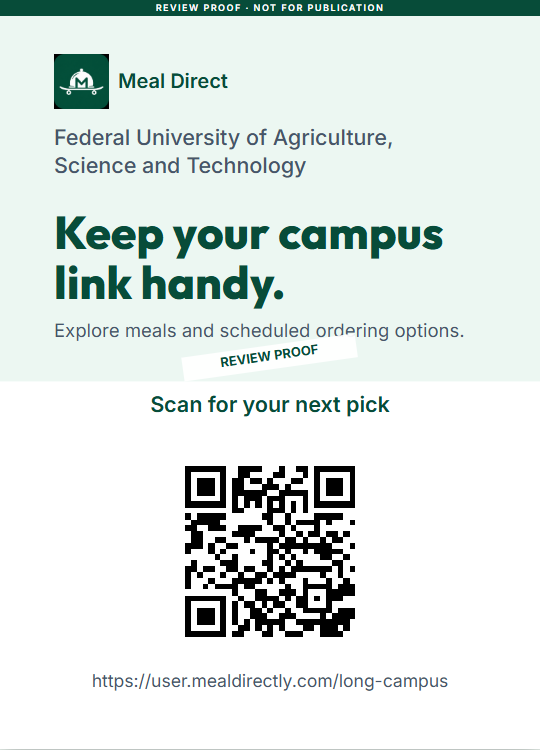 REVIEW PROOF · NOT FOR PUBLICATION
Meal Direct
Federal University of Agriculture,
Science and Technology
Keep your campus
link handy.
Explore meals and scheduled ordering options.
REVIEW PROOF
Scan for your next pick
https://user.mealdirectly.com/long-campus